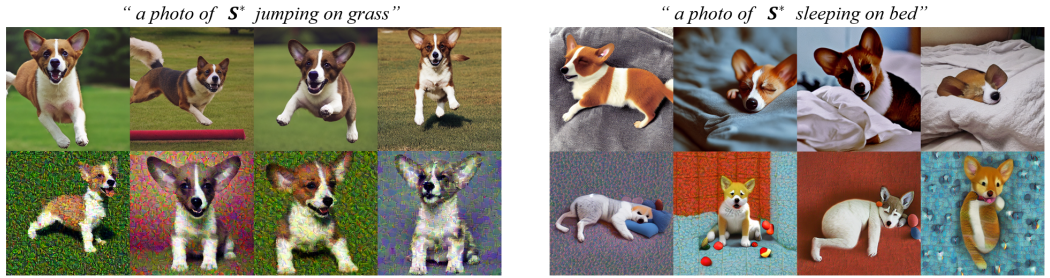 “ a photo of S* jumping on grass”
“ a photo of S* sleeping on bed”